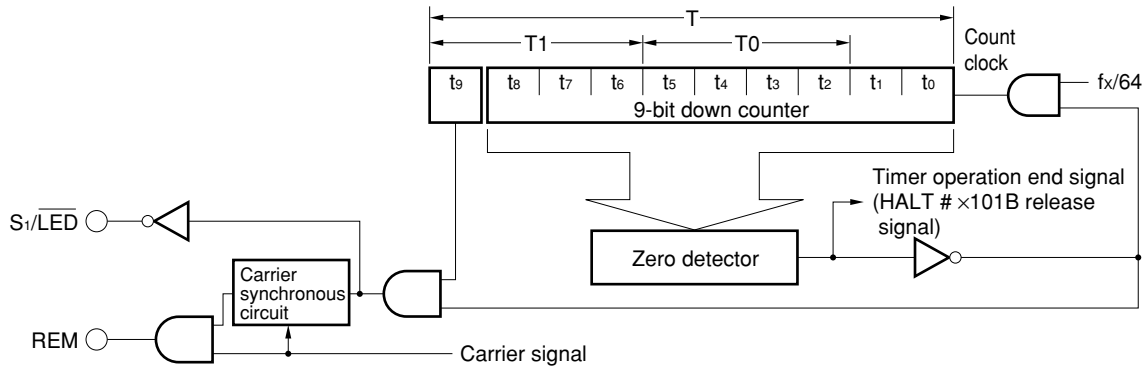 T
T1 T0
Count
clock
t9 t8 t7 t6 t5 t4 t3 t2 t1 t0
fx/64
9-bit down counter
Timer operation end signal
(HALT # ×101B release
signal)
S1/LED
Zero detector
Carrier
synchronous
circuit
REM
Carrier signal